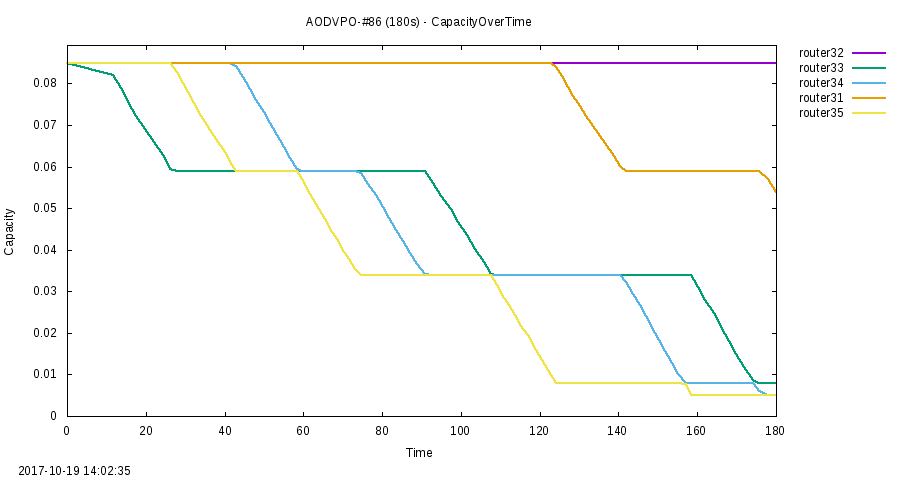 AODVPO-#86 (180s) - CapacityOverTime
router32
router33
router34
router31
router35
Capacity
0.08
0.07
0.06
0.05
0.04
0.03
0.02
0.01
0
0 20 40 60 80 100 120 140 160 180
Time
2017-10-19 14:02:35